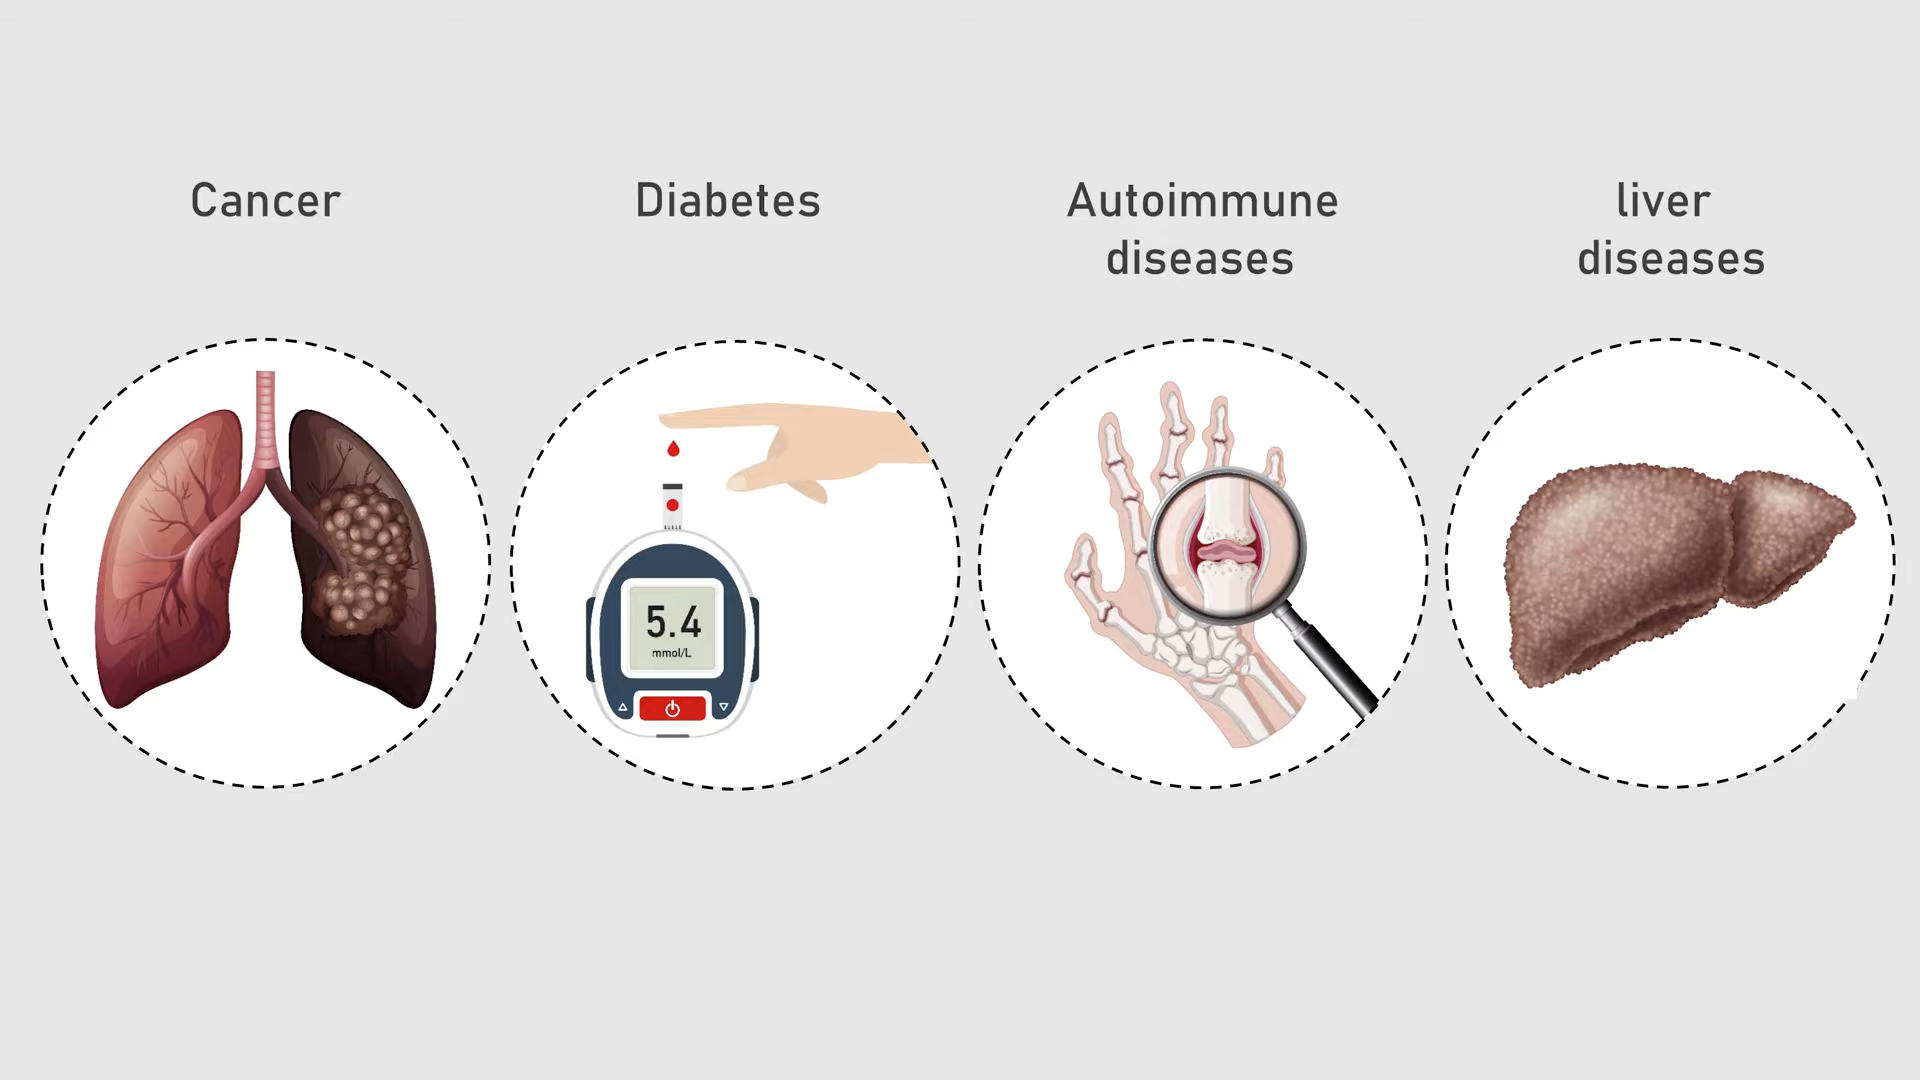 Cancer
Diabetes
Autoimmune
diseases
liver
diseases
5.4
mmol/L